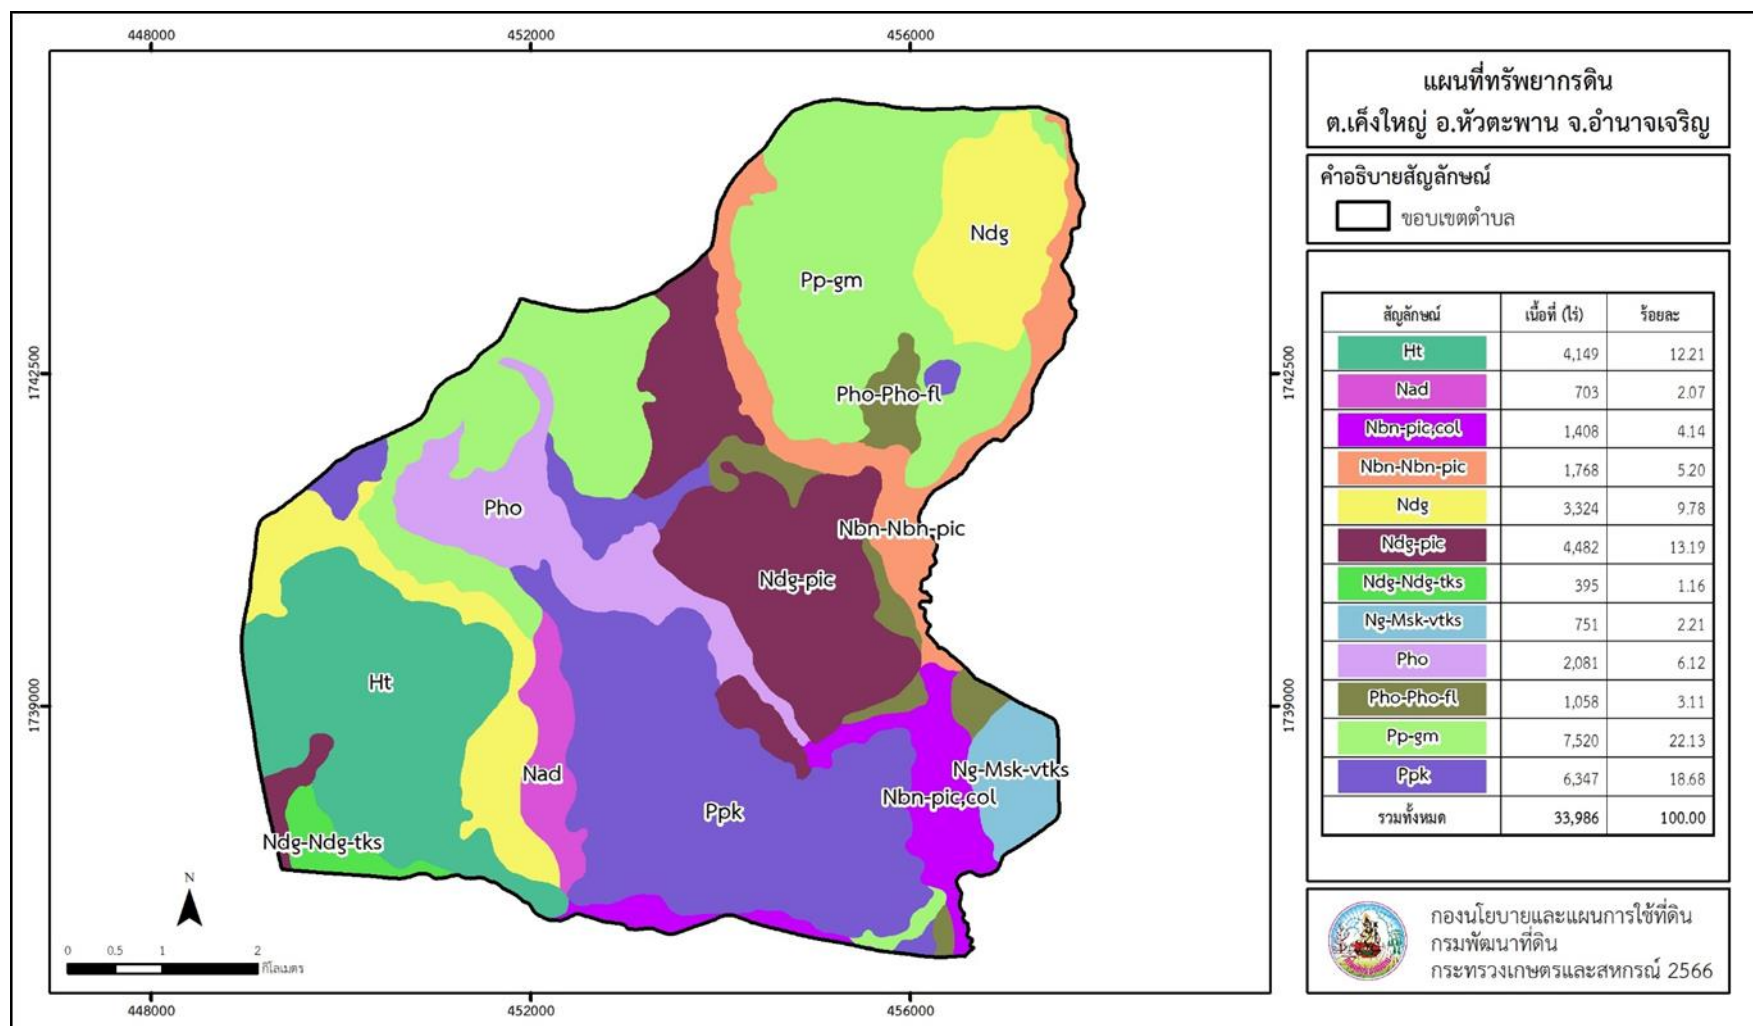 448000
452000
456000
1742500
1739000
Ndg
Pp-gm
Pho-Pho-fl
Pho
Nbn-Nbn-pic
Ndg-pic
Ht
Nad
Ng-Msk-vtks
Nbn-pic,col
Ppk
Ndg-Ndg-tks
N
0 0.5 1 2
กิโลเมตร
448000
452000
456000
1742500
1739000
แผนที่ทรัพยากรดิน
ต.เค็งใหญ่ อ.หัวตะพาน จ.อำนาจเจริญ
คำอธิบายสัญลักษณ์
ขอบเขตตำบล
สัญลักษณ์ เนื้อที่ (ไร่) ร้อยละ
Ht 4,149 12.21
Nad 703 2.07
Nbn-pic,col 1,408 4.14
Nbn-Nbn-pic 1,768 5.20
Ndg 3,324 9.78
Ndg-pic 4,482 13.19
Ndg-Ndg-tks 395 1.16
Ng-Msk-vtks 751 2.21
Pho 2,081 6.12
Pho-Pho-fl 1,058 3.11
Pp-gm 7,520 22.13
Ppk 6,347 18.68
รวมทั้งหมด 33,986 100.00
กองนโยบายและแผนการใช้ที่ดิน
กรมพัฒนาที่ดิน
กระทรวงเกษตรและสหกรณ์ 2566